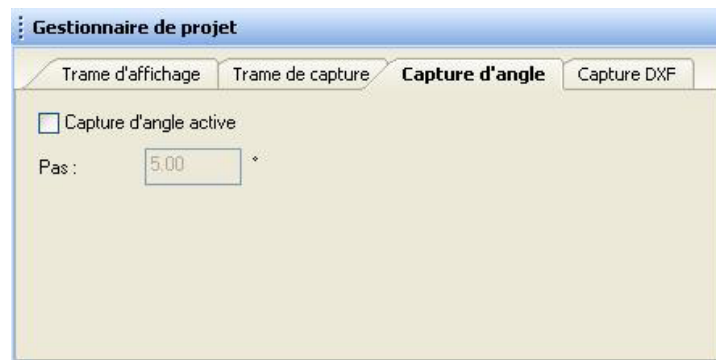 Gestionnaire de projet
Trame d'affichage Trame de capture Capture d'angle Capture DXF
Capture d'angle active
Pas : 5.00 °